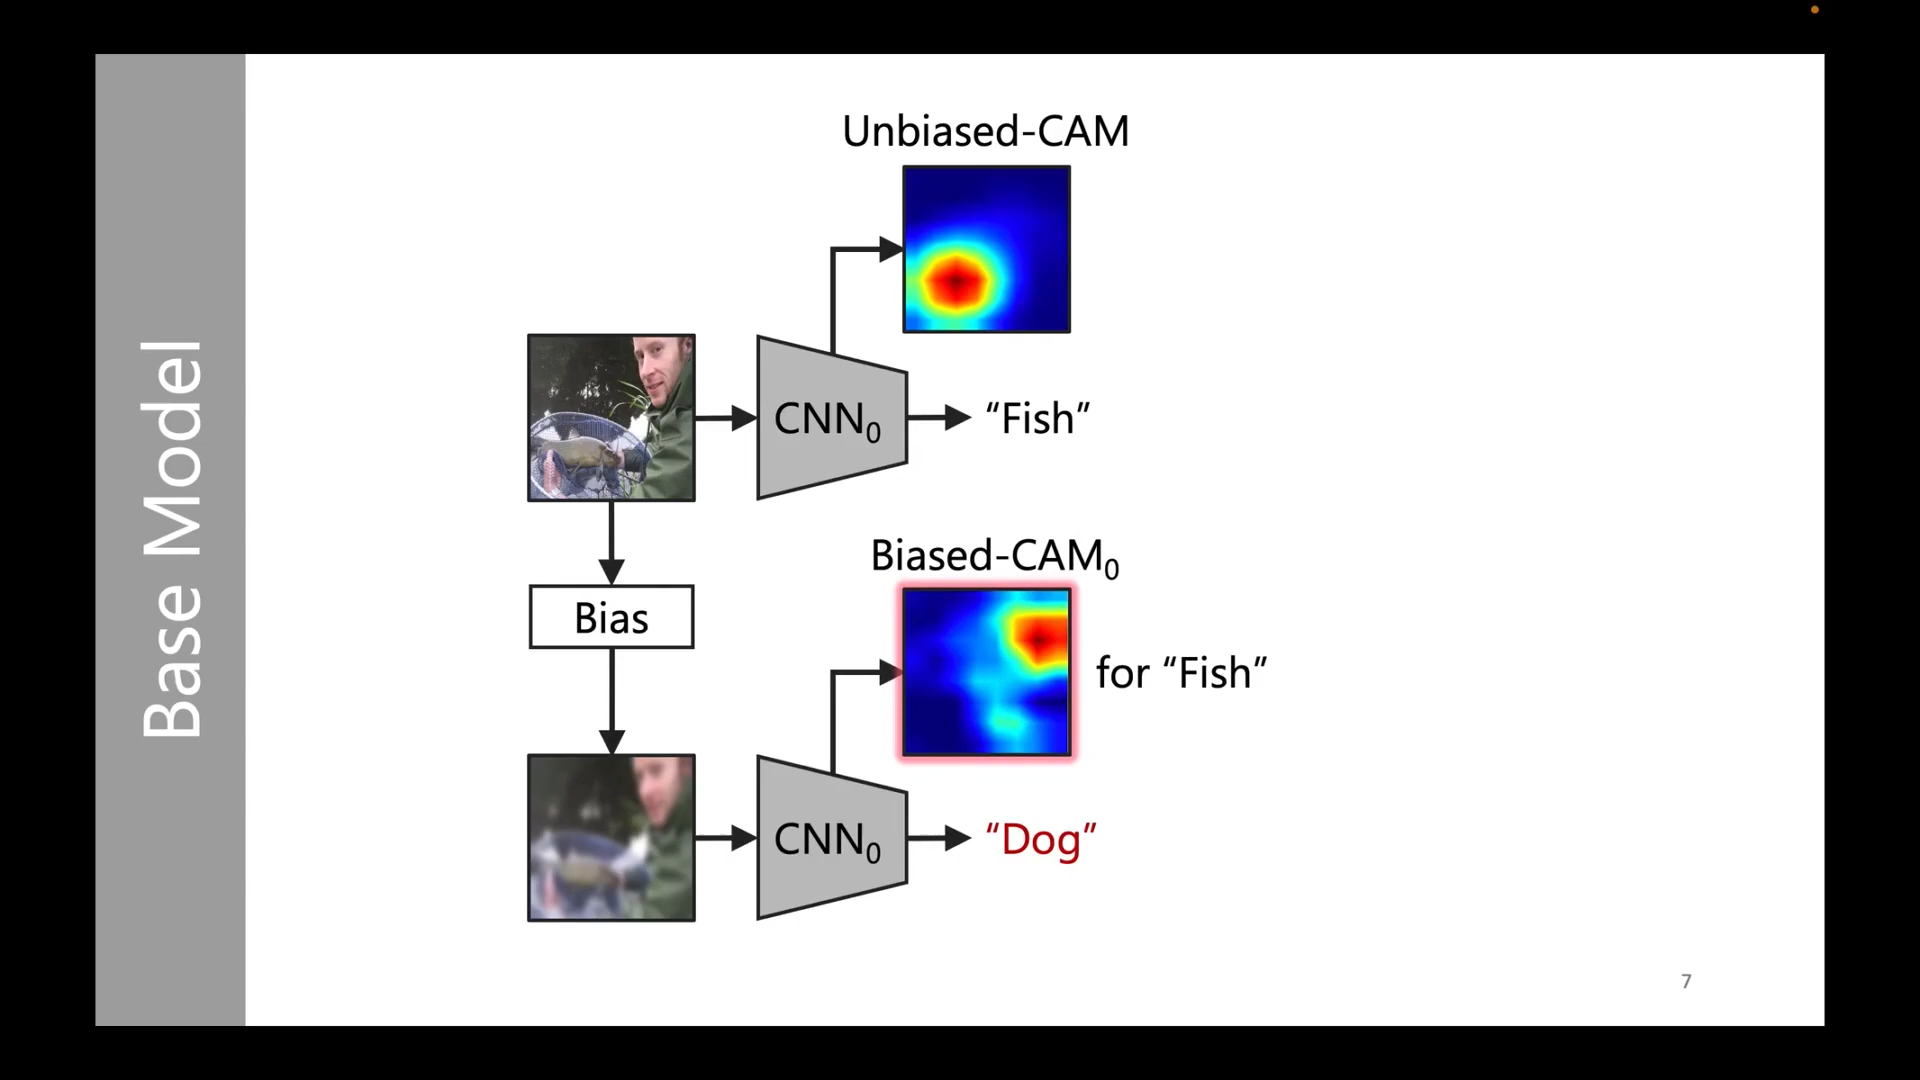 Base Model
Unbiased-CAM
CNN₀
“Fish”
Bias
Biased-CAM₀
for “Fish”
CNN₀
“Dog”
7